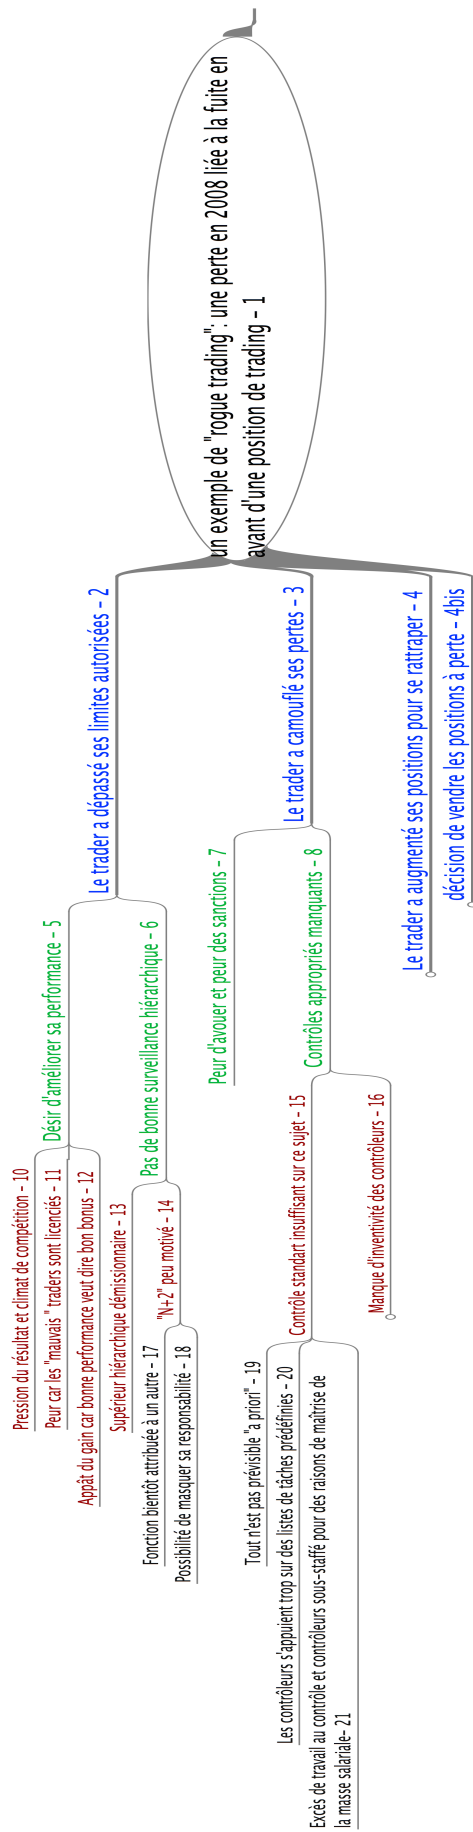 un exemple de "rogue trading": une perte en 2008 liée à la fuite en
avant d'une position de trading – 1
Le trader a dépassé ses limites autorisées – 2
Désir d'améliorer sa performance – 5
Pression du résultat et climat de compétition – 10
Peur car les "mauvais " traders sont licenciés – 11
Appât du gain car bonne performance veut dire bon bonus – 12
Pas de bonne surveillance hiérarchique – 6
Supérieur hiérarchique démissionnaire – 13
"N+2" peu motivé – 14
Fonction bientôt attribuée à un autre – 17
Possibilité de masquer sa responsabilité – 18
Le trader a camouflé ses pertes – 3
Peur d'avouer et peur des sanctions – 7
Contrôles appropriés manquants – 8
Contrôle standart insuffisant sur ce sujet – 15
Tout n'est pas prévisible "a priori" – 19
Les contrôleurs s'appuient trop sur des listes de tâches prédéfinies – 20
Excès de travail au contrôle et contrôleurs sous-staffé pour des raisons de maîtrise de
la masse salariale– 21
Manque d'inventivité des contrôleurs – 16
Le trader a augmenté ses positions pour se rattraper – 4
décision de vendre les positions à perte – 4bis